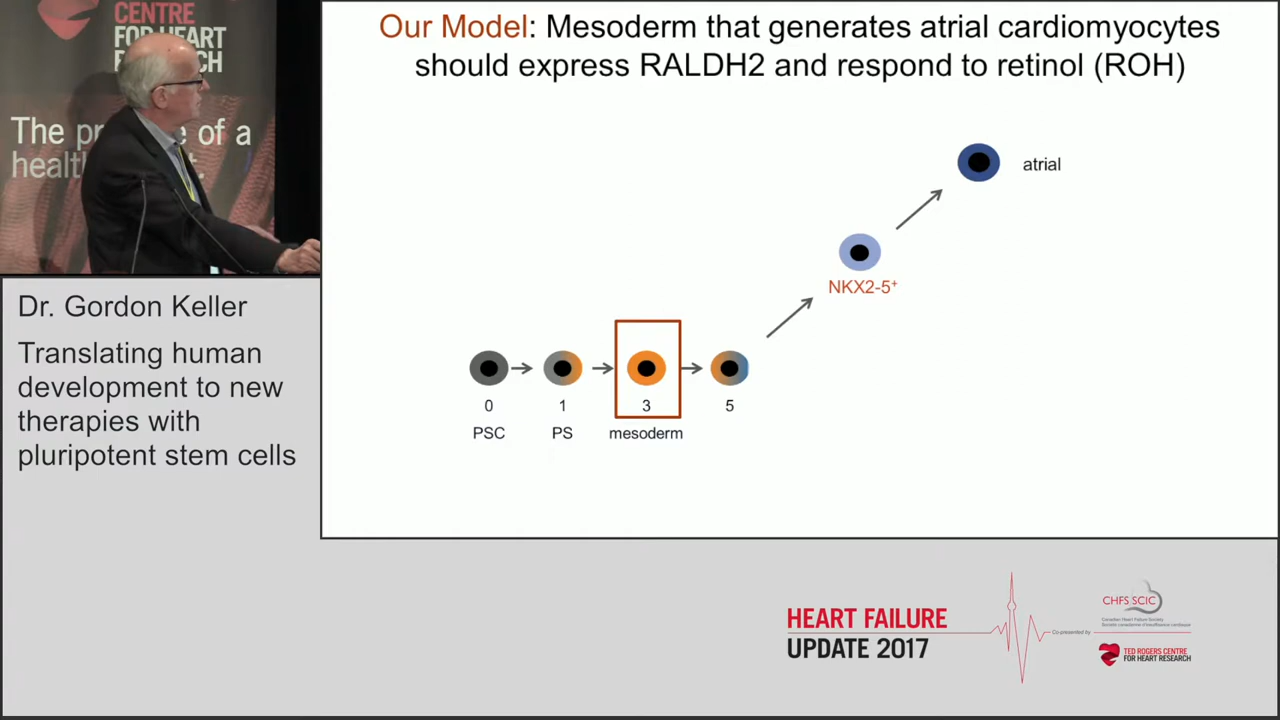 CENTRE
FOR HEART
RESEARCH
The pr e of a
health .
Our Model: Mesoderm that generates atrial cardiomyocytes
should express RALDH2 and respond to retinol (ROH)
atrial
NKX2-5⁺
0 1 3 5
PSC PS mesoderm
Dr. Gordon Keller
Translating human
development to new
therapies with
pluripotent stem cells
HEART FAILURE
UPDATE 2017
Co-presented by
CHFS/SCIC
Canadian Heart Failure Society
Société canadienne d'insuffisance cardiaque
TED ROGERS CENTRE
FOR HEART RESEARCH